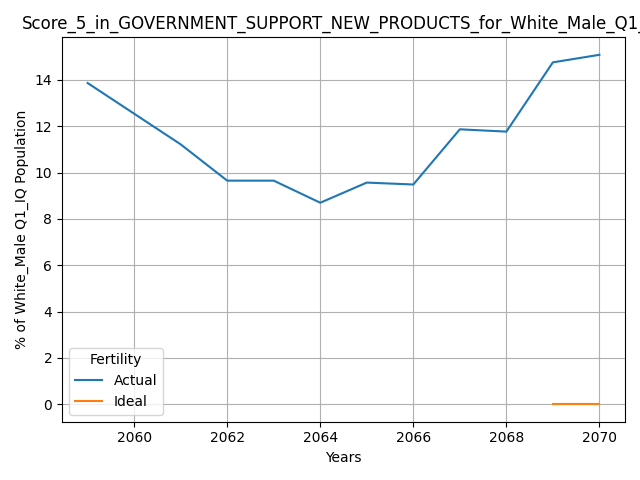 Score_5_in_GOVERNMENT_SUPPORT_NEW_PRODUCTS_for_White_Male_Q1_
% of White_Male Q1_IQ Population
14
12
10
8
6
4
2
0
Fertility
Actual
Ideal
2060 2062 2064 2066 2068 2070
Years